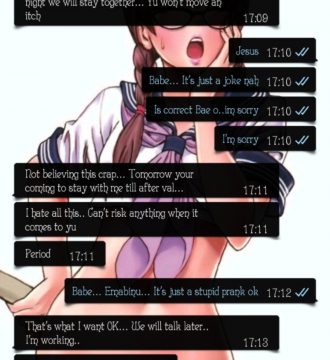 night we will stay together... Yu won't move an
itch
17:09
Jesus 17:10
Babe... It's just a joke nah 17:10
Is correct Bae o..im sorry 17:10
I'm sorry 17:10
Not believing this crap... Tomorrow your
coming to stay with me till after val...
17:11
I hate all this.. Can't risk anything when it
comes to yu
17:11
Period 17:11
Babe... Emabinu... It's just a stupid prank ok 17:12
That's what I want OK... We will talk later..
I'm working.. 17:13